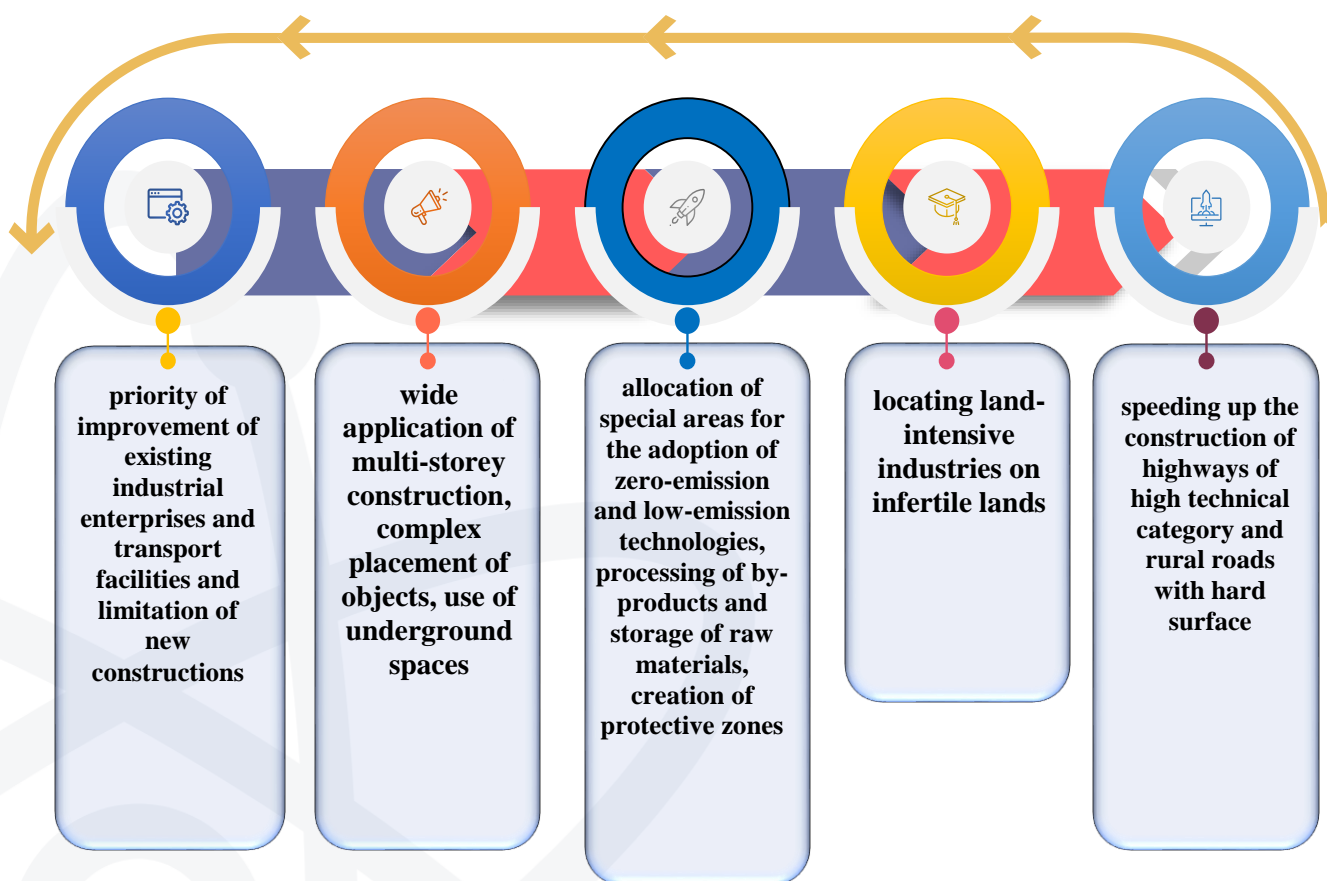 priority of
improvement of
existing
industrial
enterprises and
transport
facilities and
limitation of
new
constructions
wide
application of
multi-storey
construction,
complex
placement of
objects, use of
underground
spaces
allocation of
special areas for
the adoption of
zero-emission
and low-emission
technologies,
processing of by-
products and
storage of raw
materials,
creation of
protective zones
locating land-
intensive
industries on
infertile lands
speeding up the
construction of
highways of
high technical
category and
rural roads
with hard
surface